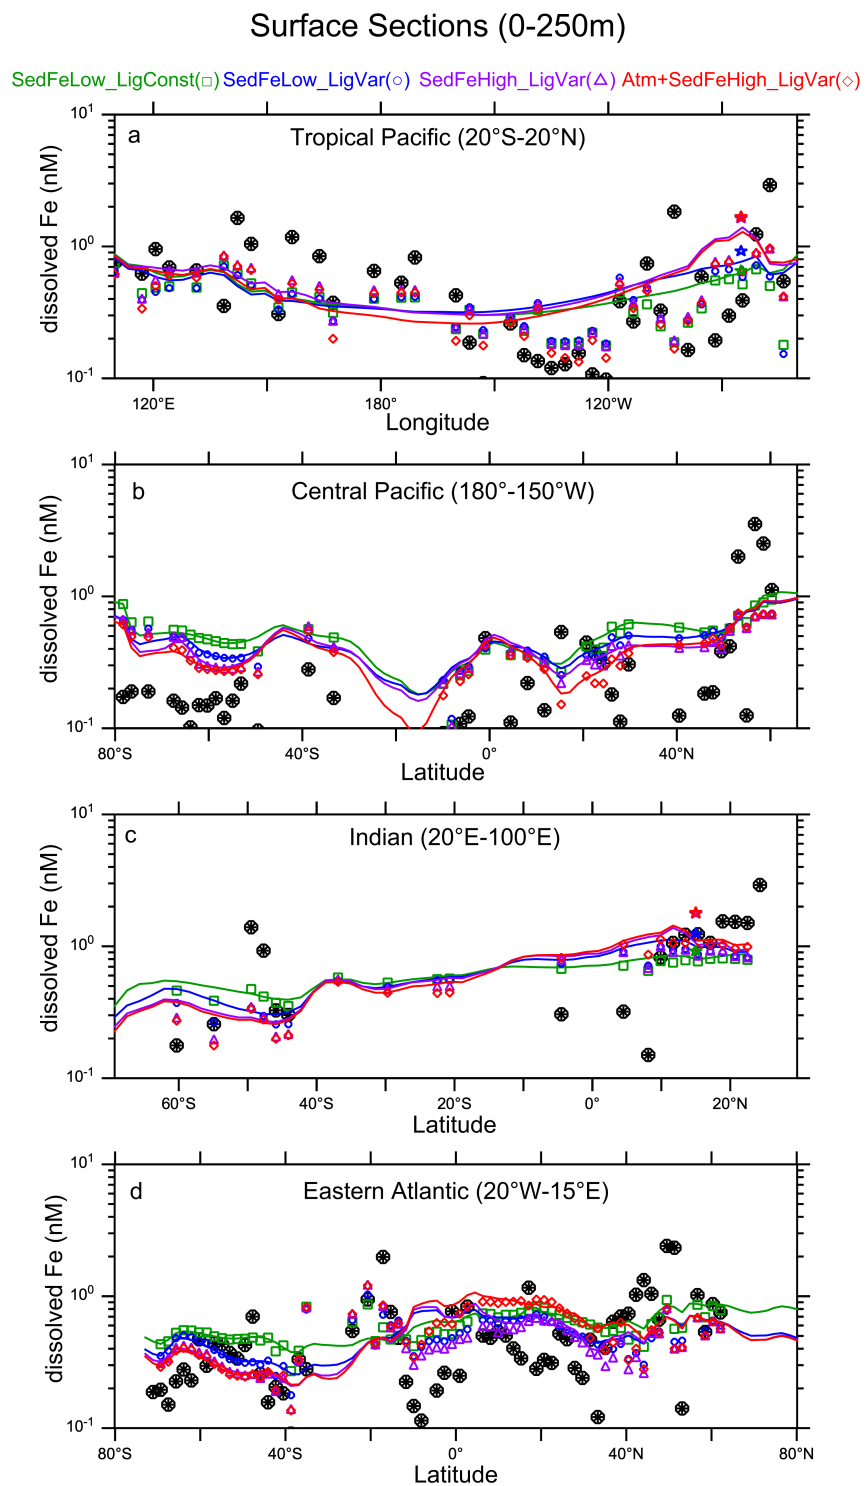 Surface Sections (0-250m)
SedFeLow_LigConst(□) SedFeLow_LigVar(○) SedFeHigh_LigVar(△) Atm+SedFeHigh_LigVar(◇)
10¹
a Tropical Pacific (20°S-20°N)
dissolved Fe (nM)
10⁰
10⁻¹
120°E 180° 120°W
Longitude
10¹
b Central Pacific (180°-150°W)
dissolved Fe (nM)
10⁰
10⁻¹
80°S 40°S 0° 40°N
Latitude
10¹
c Indian (20°E-100°E)
dissolved Fe (nM)
10⁰
10⁻¹
60°S 40°S 20°S 0° 20°N
Latitude
10¹
d Eastern Atlantic (20°W-15°E)
dissolved Fe (nM)
10⁰
10⁻¹
80°S 40°S 0° 40°N 80°N
Latitude